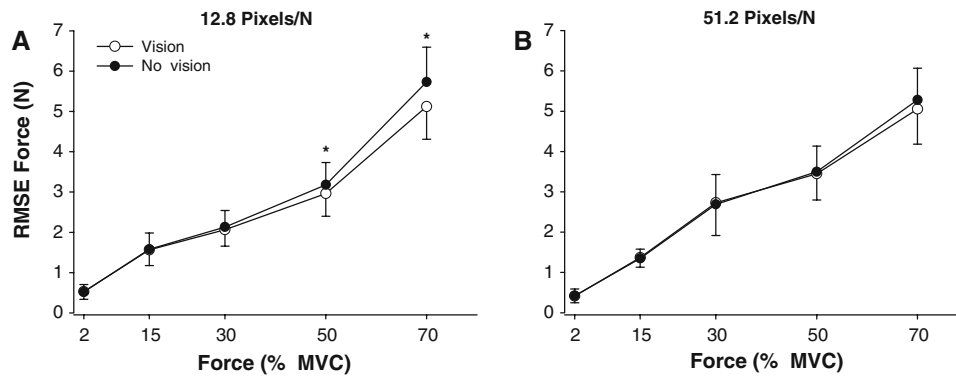 12.8 Pixels/N
A
Vision
No vision
*
*
RMSE Force (N)
7
6
5
4
3
2
1
0
2 15 30 50 70
Force (% MVC)
51.2 Pixels/N
B
7
6
5
4
3
2
1
0
2 15 30 50 70
Force (% MVC)